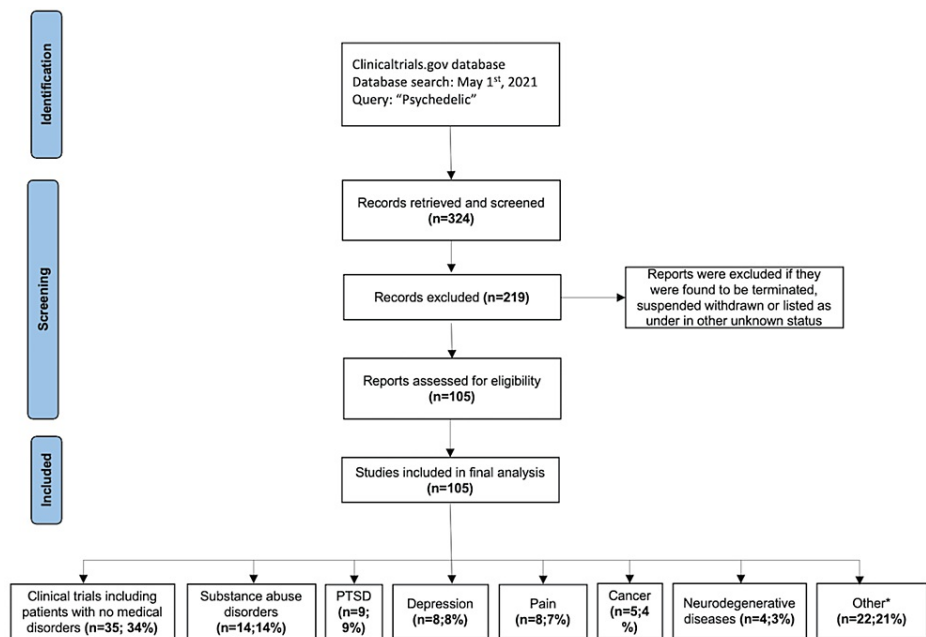 Identification
Clinicaltrials.gov database
Database search: May 1st, 2021
Query: “Psychedelic”
Screening
Records retrieved and screened
(n=324)
Records excluded (n=219)
Reports were excluded if they
were found to be terminated,
suspended withdrawn or listed as
under in other unknown status
Reports assessed for eligibility
(n=105)
Included
Studies included in final analysis
(n=105)
Clinical trials including
patients with no medical
disorders (n=35; 34%)
Substance abuse
disorders
(n=14;14%)
PTSD
(n=9;
9%)
Depression
(n=8;8%)
Pain
(n=8;7%)
Cancer
(n=5;4
%)
Neurodegenerative
diseases (n=4;3%)
Other*
(n=22;21%)